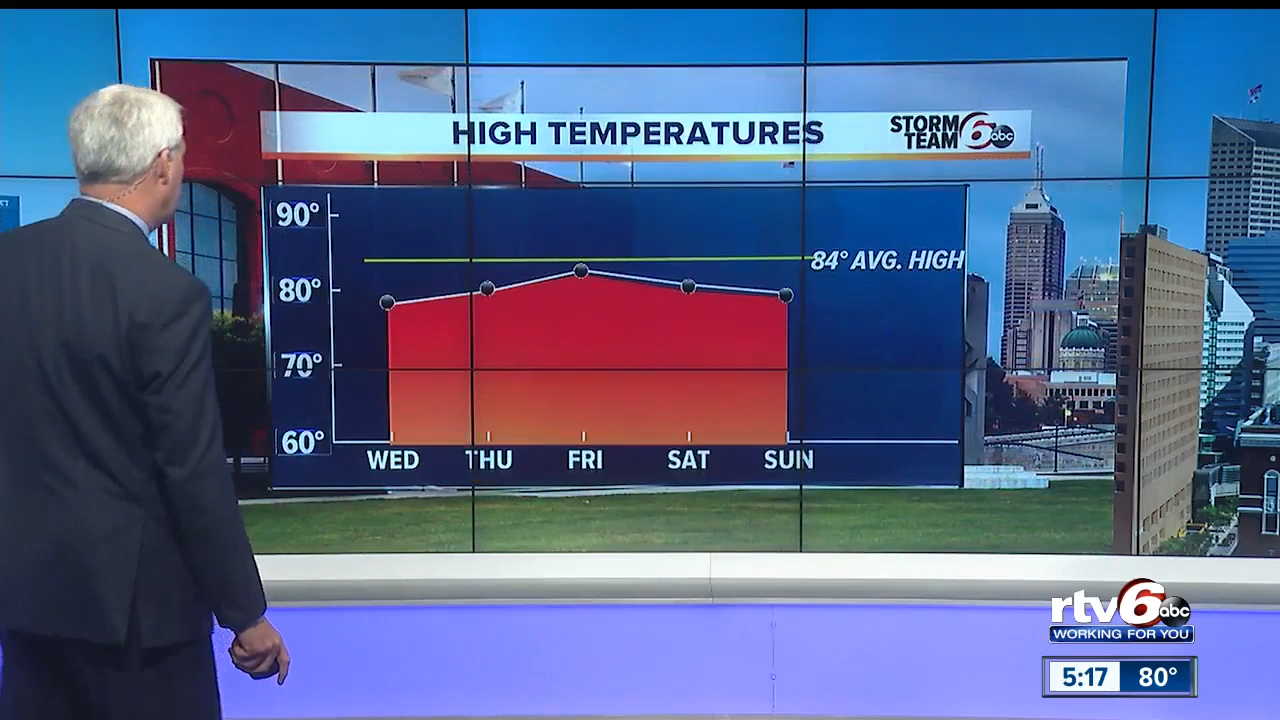 HIGH TEMPERATURES
STORM
TEAM 6 abc
90°
84° AVG. HIGH
80°
70°
60°
WED THU FRI SAT SUN
rtv6 abc
WORKING FOR YOU
5:17 80°